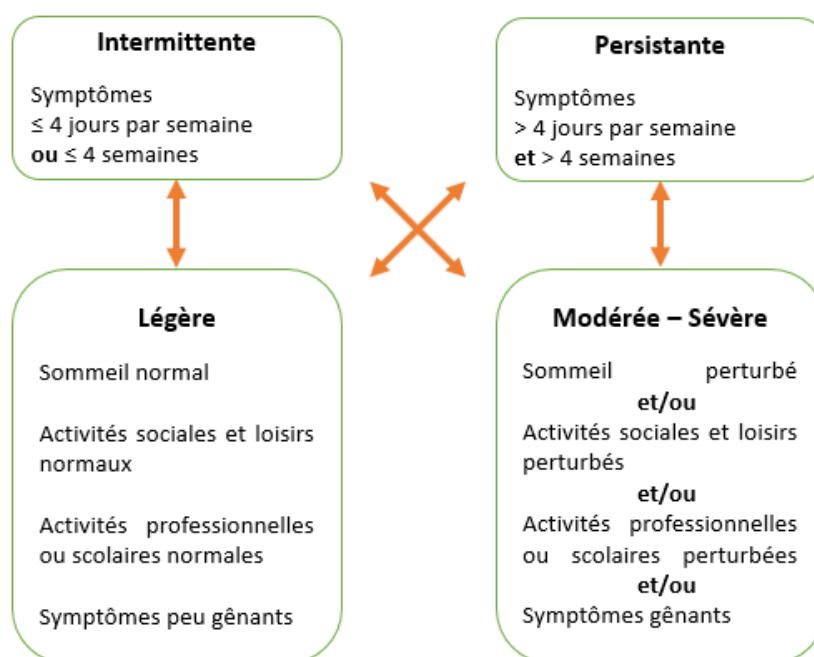 Intermittente
Symptômes
≤ 4 jours par semaine
ou ≤ 4 semaines
Persistante
Symptômes
> 4 jours par semaine
et > 4 semaines
Légère
Sommeil normal
Activités sociales et loisirs
normaux
Activités professionnelles
ou scolaires normales
Symptômes peu gênants
Modérée – Sévère
Sommeil perturbé
et/ou
Activités sociales et loisirs
perturbés
et/ou
Activités professionnelles
ou scolaires perturbées
et/ou
Symptômes gênants